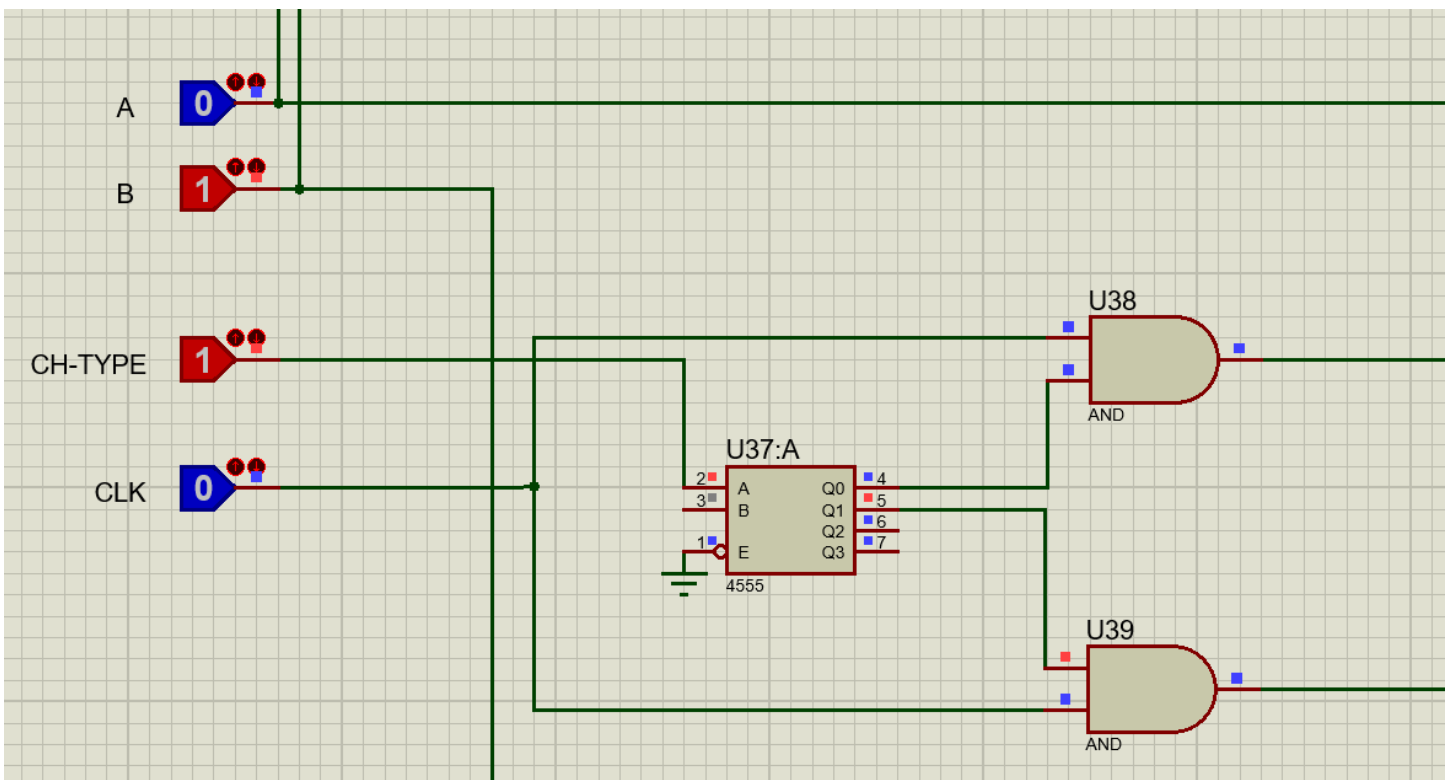 A 0
B 1
CH-TYPE 1
CLK 0
U38
AND
U37:A
2 A Q0 4
3 B Q1 5
Q2 6
1 E Q3 7
4555
U39
AND